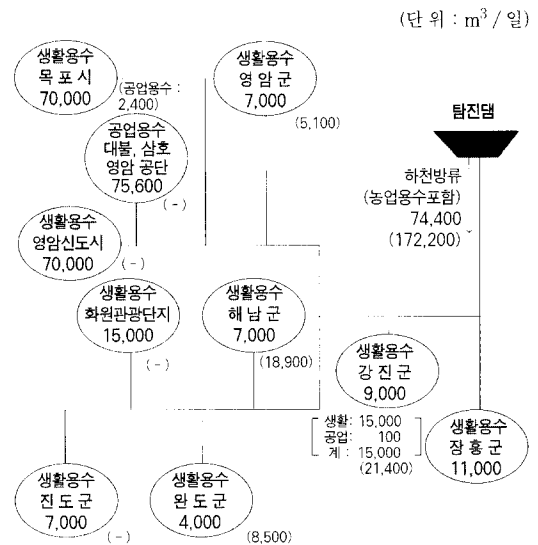 (단 위 : m³ / 일)
생활용수
목 포 시
70,000
(공업용수 :
2,400)
생활용수
영 암 군
7,000
(5,100)
탐진댐
공업용수
대불, 삼호
영암 공단
75,600
(-)
하천방류
(농업용수포함)
74,400
(172,200)
생활용수
영암신도시
70,000
(-)
생활용수
화원관광단지
15,000
(-)
생활용수
해 남 군
7,000
(18,900)
생활용수
강 진 군
9,000
생활: 15,000
공업: 100
계 : 15,000
(21,400)
생활용수
장 흥 군
11,000
생활용수
진 도 군
7,000
(-)
생활용수
완 도 군
4,000
(8,500)